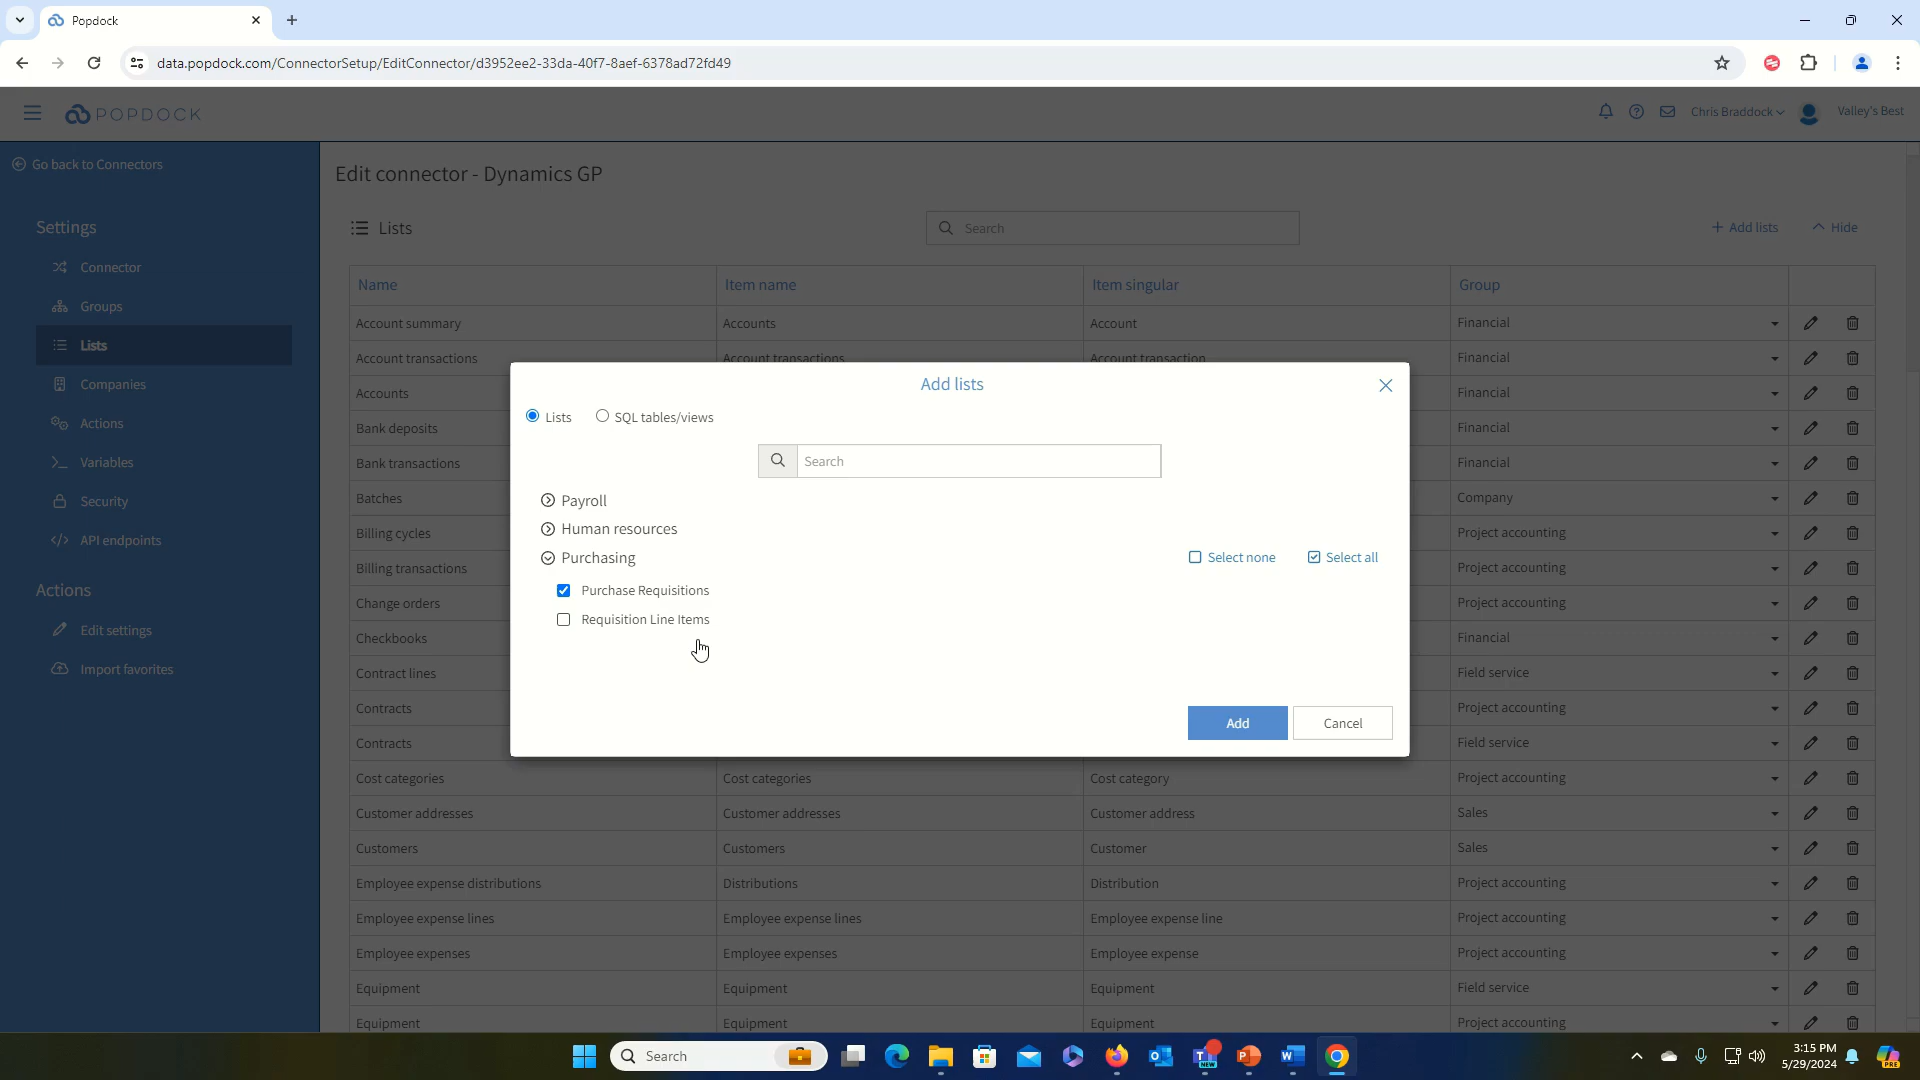 Popdock
data.popdock.com/ConnectorSetup/EditConnector/d3952ee2-33da-40f7-8aef-6378ad72fd49
POPDOCK
Chris Braddock
Valley's Best
Go back to Connectors
Settings
Connector
Groups
Lists
Companies
Actions
Variables
Security
API endpoints
Actions
Edit settings
Import favorites
Edit connector - Dynamics GP
Lists
Search
Add lists
Hide
Name Item name Item singular Group
Account summary Accounts Account Financial
Account transactions Account transactions Account transaction Financial
Accounts Financial
Bank deposits Financial
Bank transactions Financial
Batches Company
Billing cycles Project accounting
Billing transactions Project accounting
Change orders Project accounting
Checkbooks Financial
Contract lines Field service
Contracts Project accounting
Contracts Field service
Cost categories Cost categories Cost category Project accounting
Customer addresses Customer addresses Customer address Sales
Customers Customers Customer Sales
Employee expense distributions Distributions Distribution Project accounting
Employee expense lines Employee expense lines Employee expense line Project accounting
Employee expenses Employee expenses Employee expense Project accounting
Equipment Equipment Equipment Field service
Equipment Equipment Equipment Project accounting
Add lists
Lists SQL tables/views
Search
Payroll
Human resources
Purchasing Select none Select all
Purchase Requisitions
Requisition Line Items
Add Cancel
Search
NEW
3:15 PM
5/29/2024
PRE